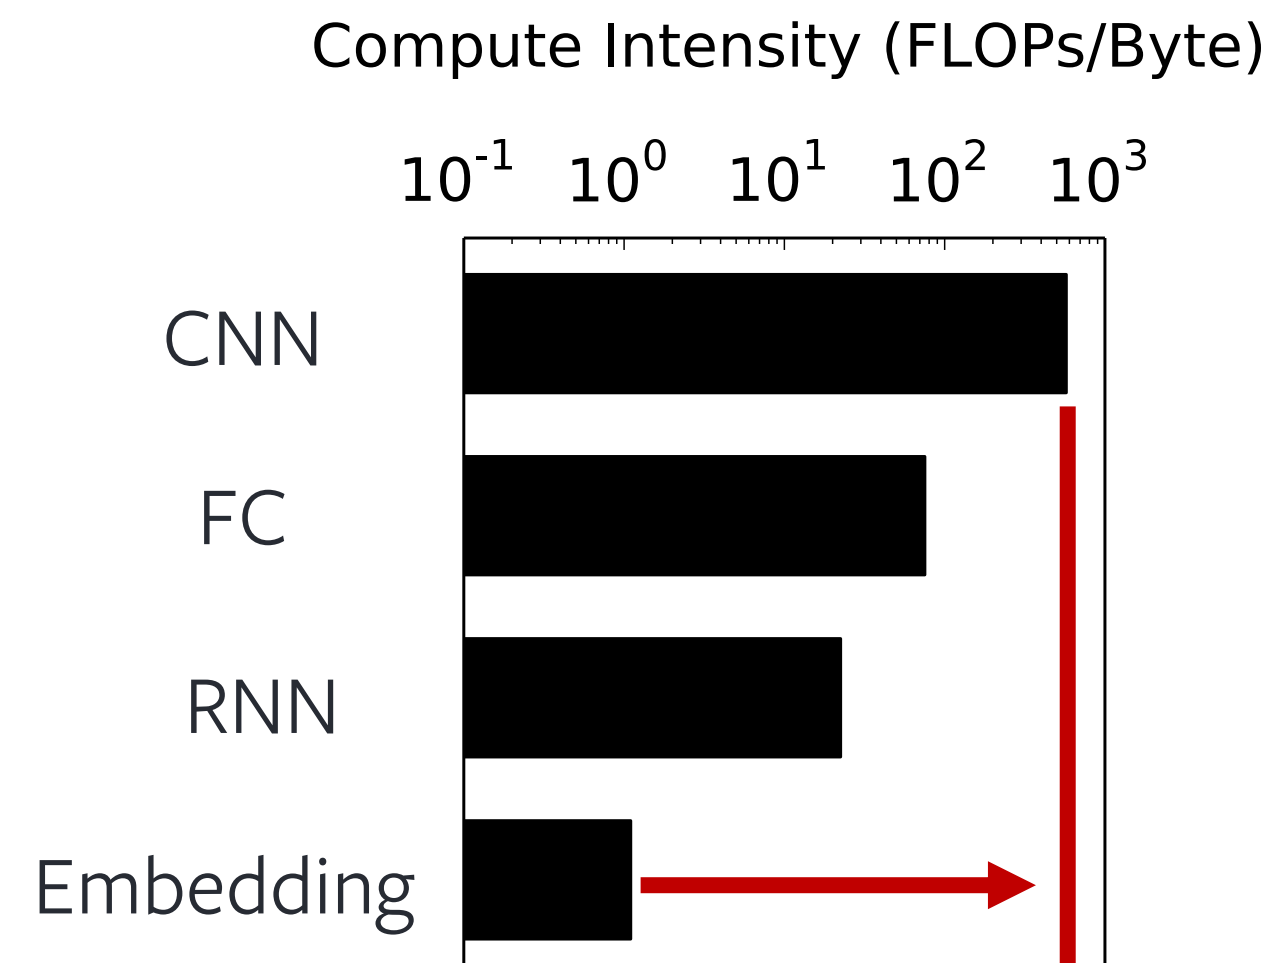 Compute Intensity (FLOPs/Byte)
10⁻¹ 10⁰ 10¹ 10² 10³
CNN
FC
RNN
Embedding